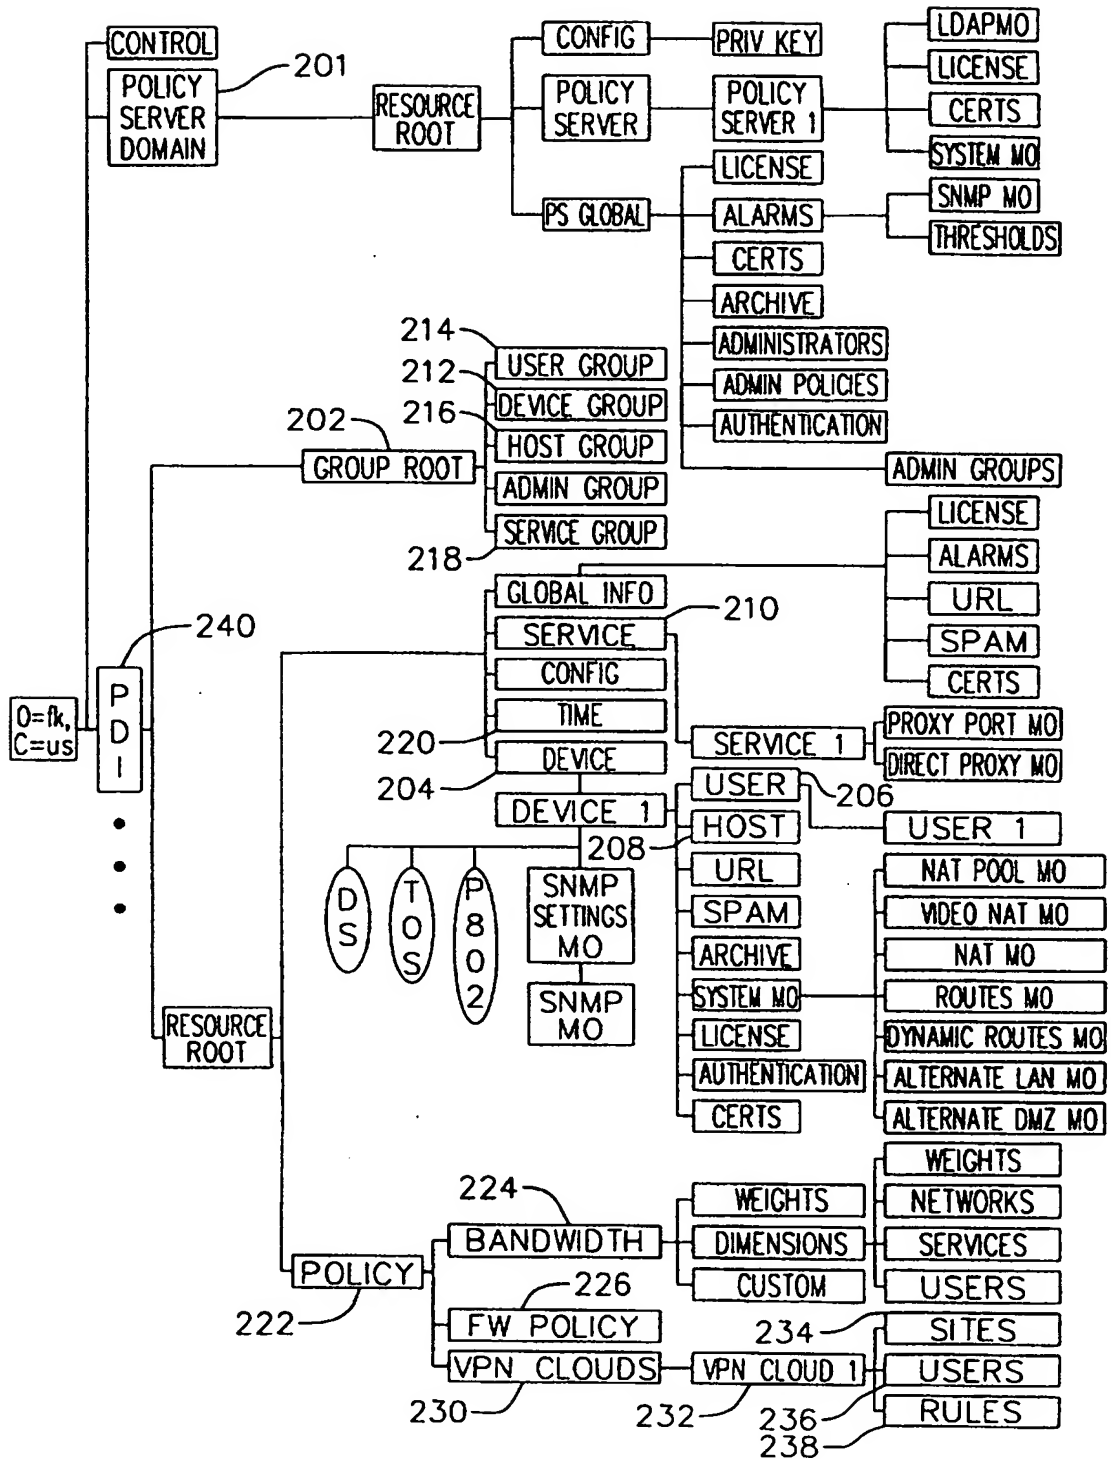 CONTROL
POLICY
SERVER
DOMAIN
201
RESOURCE
ROOT
CONFIG
PRIV KEY
POLICY
SERVER
POLICY
SERVER 1
LDAPMO
LICENSE
CERTS
SYSTEM MO
PS GLOBAL
LICENSE
ALARMS
CERTS
ARCHIVE
ADMINISTRATORS
ADMIN POLICIES
AUTHENTICATION
ADMIN GROUPS
SNMP MO
THRESHOLDS
202
GROUP ROOT
214
USER GROUP
212
DEVICE GROUP
216
HOST GROUP
ADMIN GROUP
SERVICE GROUP
218
GLOBAL INFO
LICENSE
ALARMS
URL
SPAM
CERTS
SERVICE
210
CONFIG
TIME
220
DEVICE
204
SERVICE 1
PROXY PORT MO
DIRECT PROXY MO
240
O=fk,
C=us
PDI
DEVICE 1
DS
TOS
P802
SNMP
SETTINGS
MO
SNMP
MO
USER
206
USER 1
HOST
208
URL
SPAM
ARCHIVE
SYSTEM MO
LICENSE
AUTHENTICATION
CERTS
NAT POOL MO
VIDEO NAT MO
NAT MO
ROUTES MO
DYNAMIC ROUTES MO
ALTERNATE LAN MO
ALTERNATE DMZ MO
RESOURCE
ROOT
POLICY
222
224
BANDWIDTH
WEIGHTS
DIMENSIONS
CUSTOM
WEIGHTS
NETWORKS
SERVICES
USERS
226
FW POLICY
VPN CLOUDS
230
VPN CLOUD 1
232
234
SITES
USERS
236
RULES
238